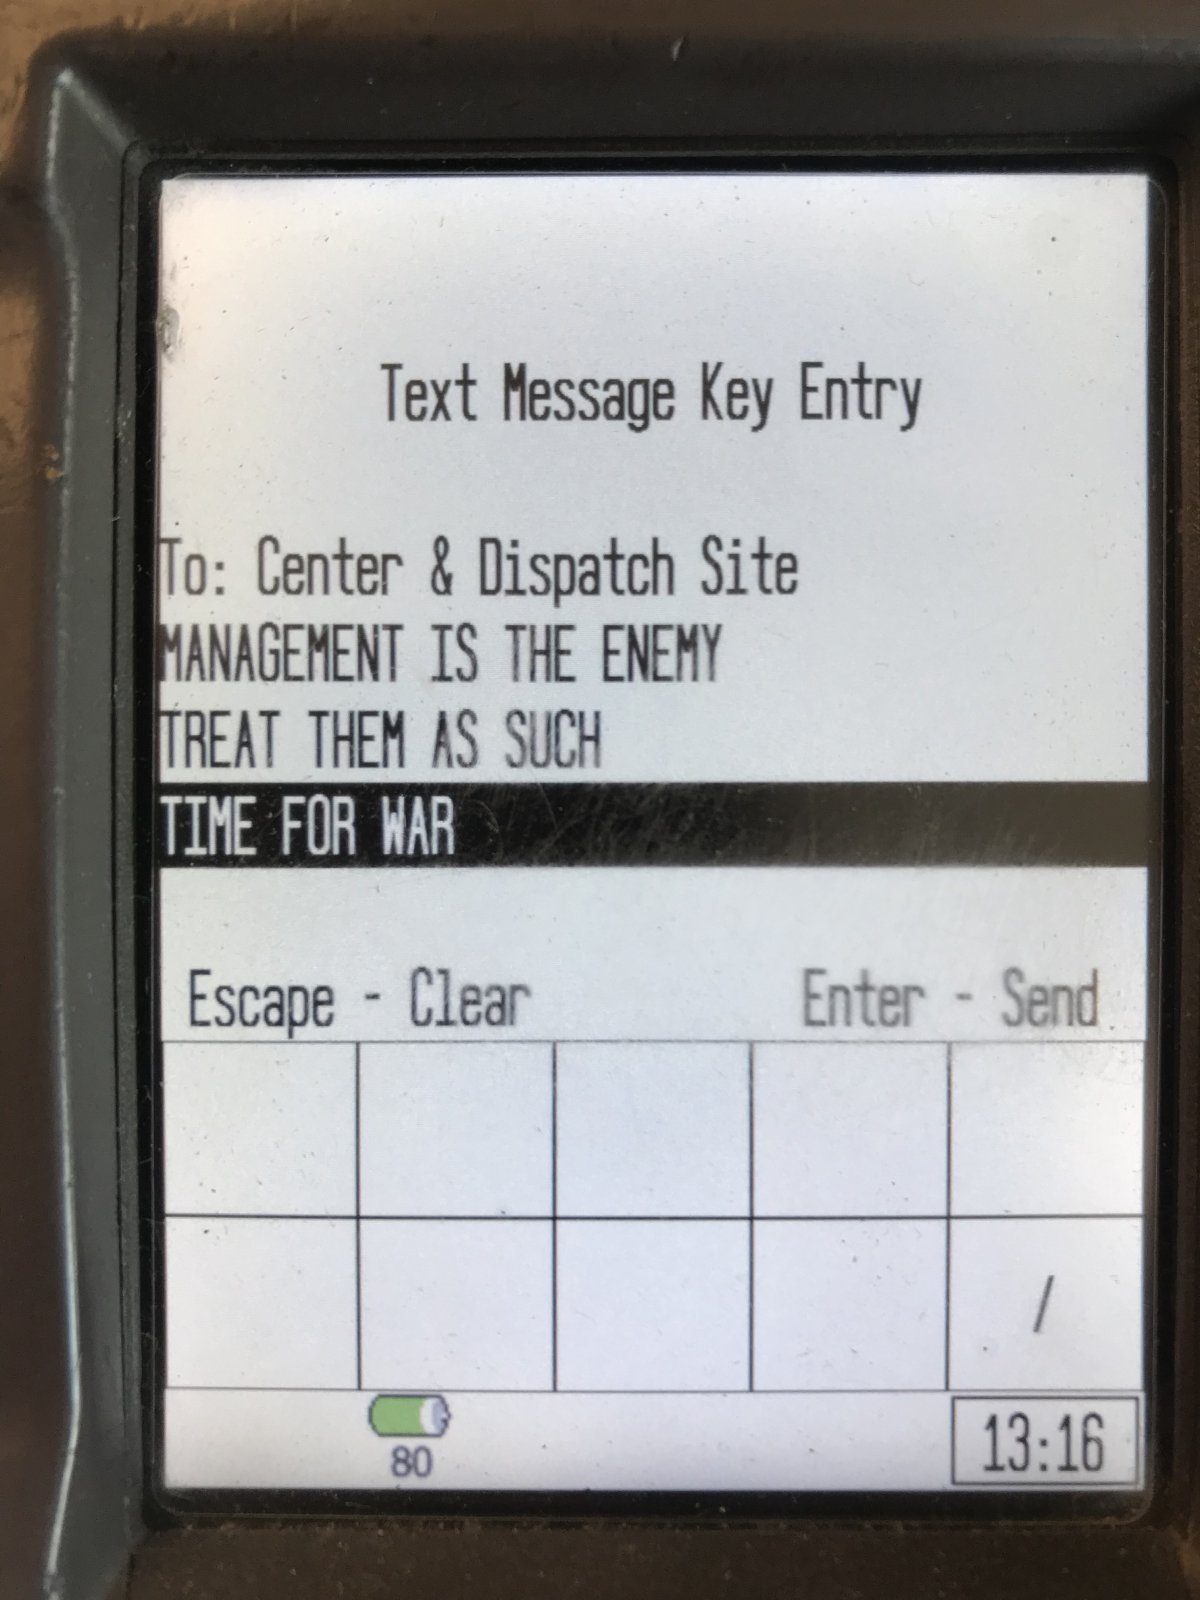 Text Message Key Entry
To: Center & Dispatch Site
MANAGEMENT IS THE ENEMY
TREAT THEM AS SUCH
TIME FOR WAR
Escape - Clear Enter - Send
/
80
13:16